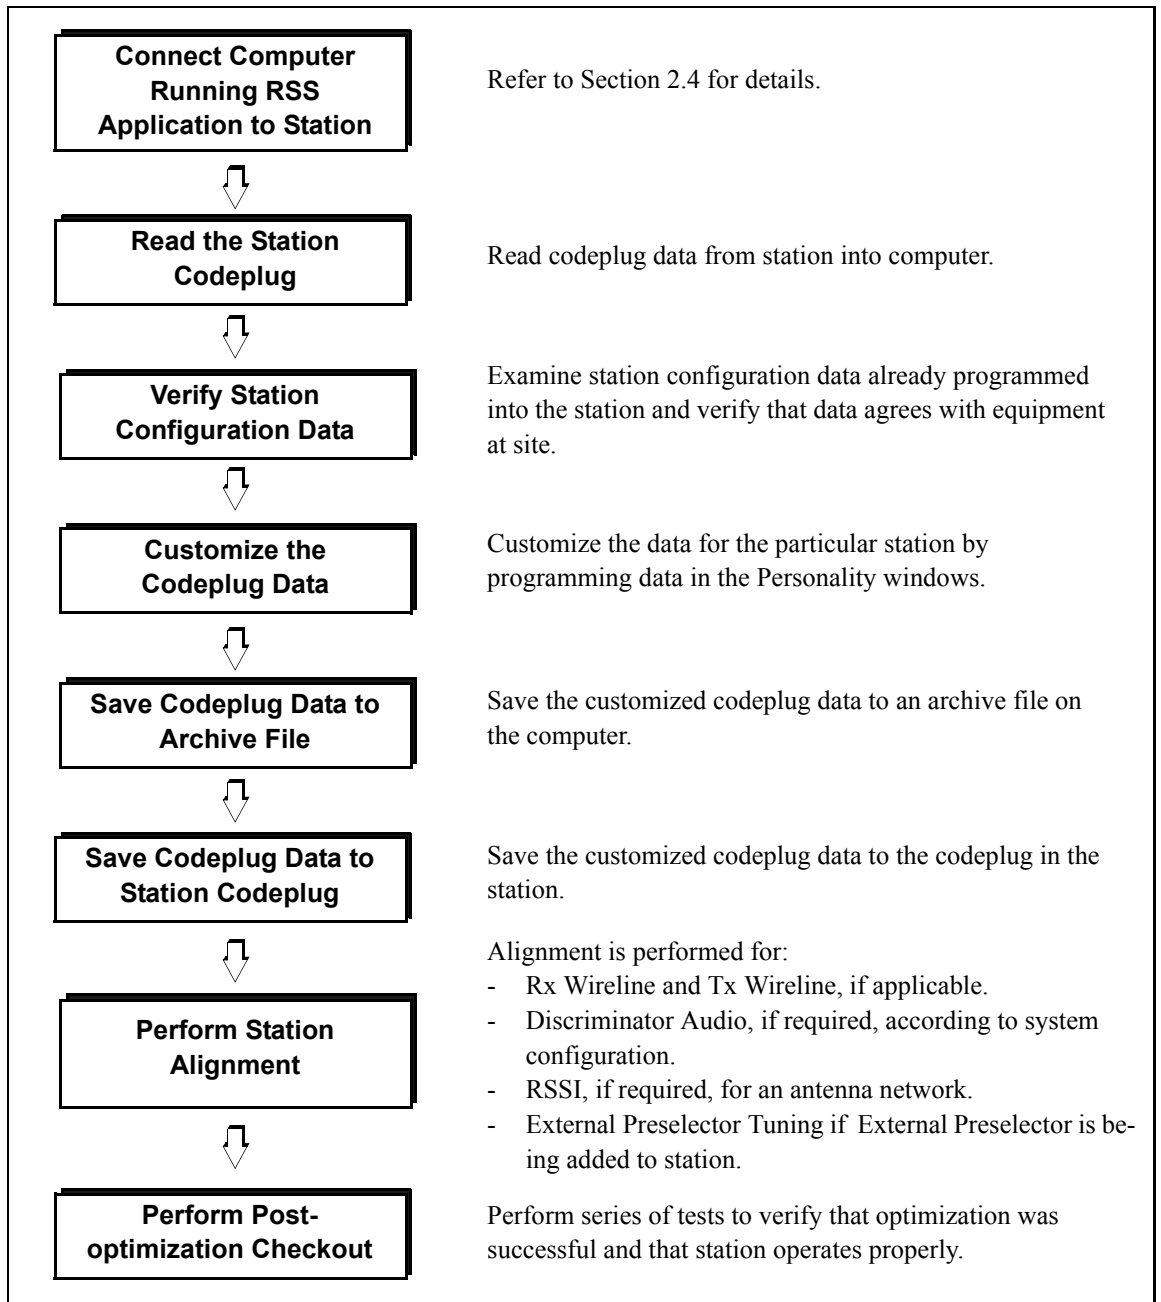 Connect Computer
Running RSS
Application to Station
Refer to Section 2.4 for details.
Read the Station
Codeplug
Read codeplug data from station into computer.
Verify Station
Configuration Data
Examine station configuration data already programmed
into the station and verify that data agrees with equipment
at site.
Customize the
Codeplug Data
Customize the data for the particular station by
programming data in the Personality windows.
Save Codeplug Data to
Archive File
Save the customized codeplug data to an archive file on
the computer.
Save Codeplug Data to
Station Codeplug
Save the customized codeplug data to the codeplug in the
station.
Perform Station
Alignment
Alignment is performed for:
- Rx Wireline and Tx Wireline, if applicable.
- Discriminator Audio, if required, according to system
configuration.
- RSSI, if required, for an antenna network.
- External Preselector Tuning if External Preselector is be-
ing added to station.
Perform Post-
optimization Checkout
Perform series of tests to verify that optimization was
successful and that station operates properly.